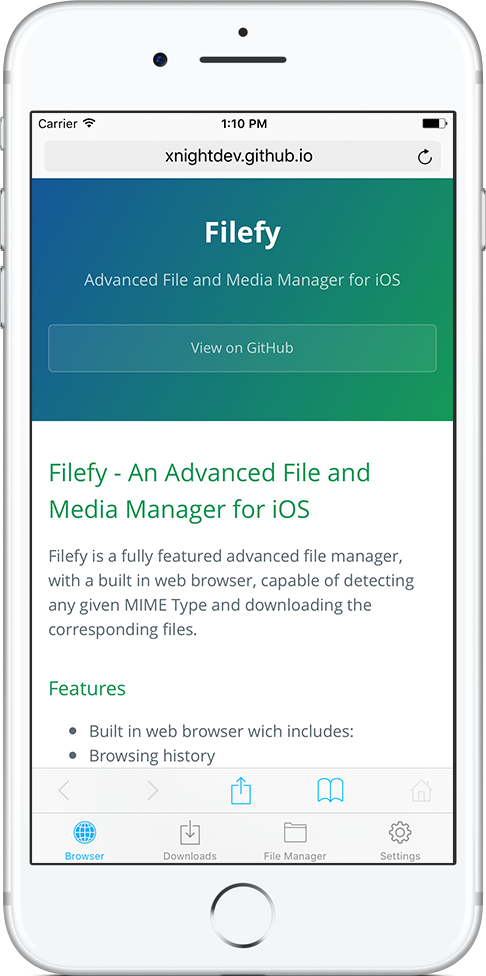 Carrier 1:10 PM
xnightdev.github.io
Filefy
Advanced File and Media Manager for iOS
View on GitHub
Filefy - An Advanced File and
Media Manager for iOS
Filefy is a fully featured advanced file manager,
with a built in web browser, capable of detecting
any given MIME Type and downloading the
corresponding files.
Features
Built in web browser wich includes:
Browsing history
Browser Downloads File Manager Settings